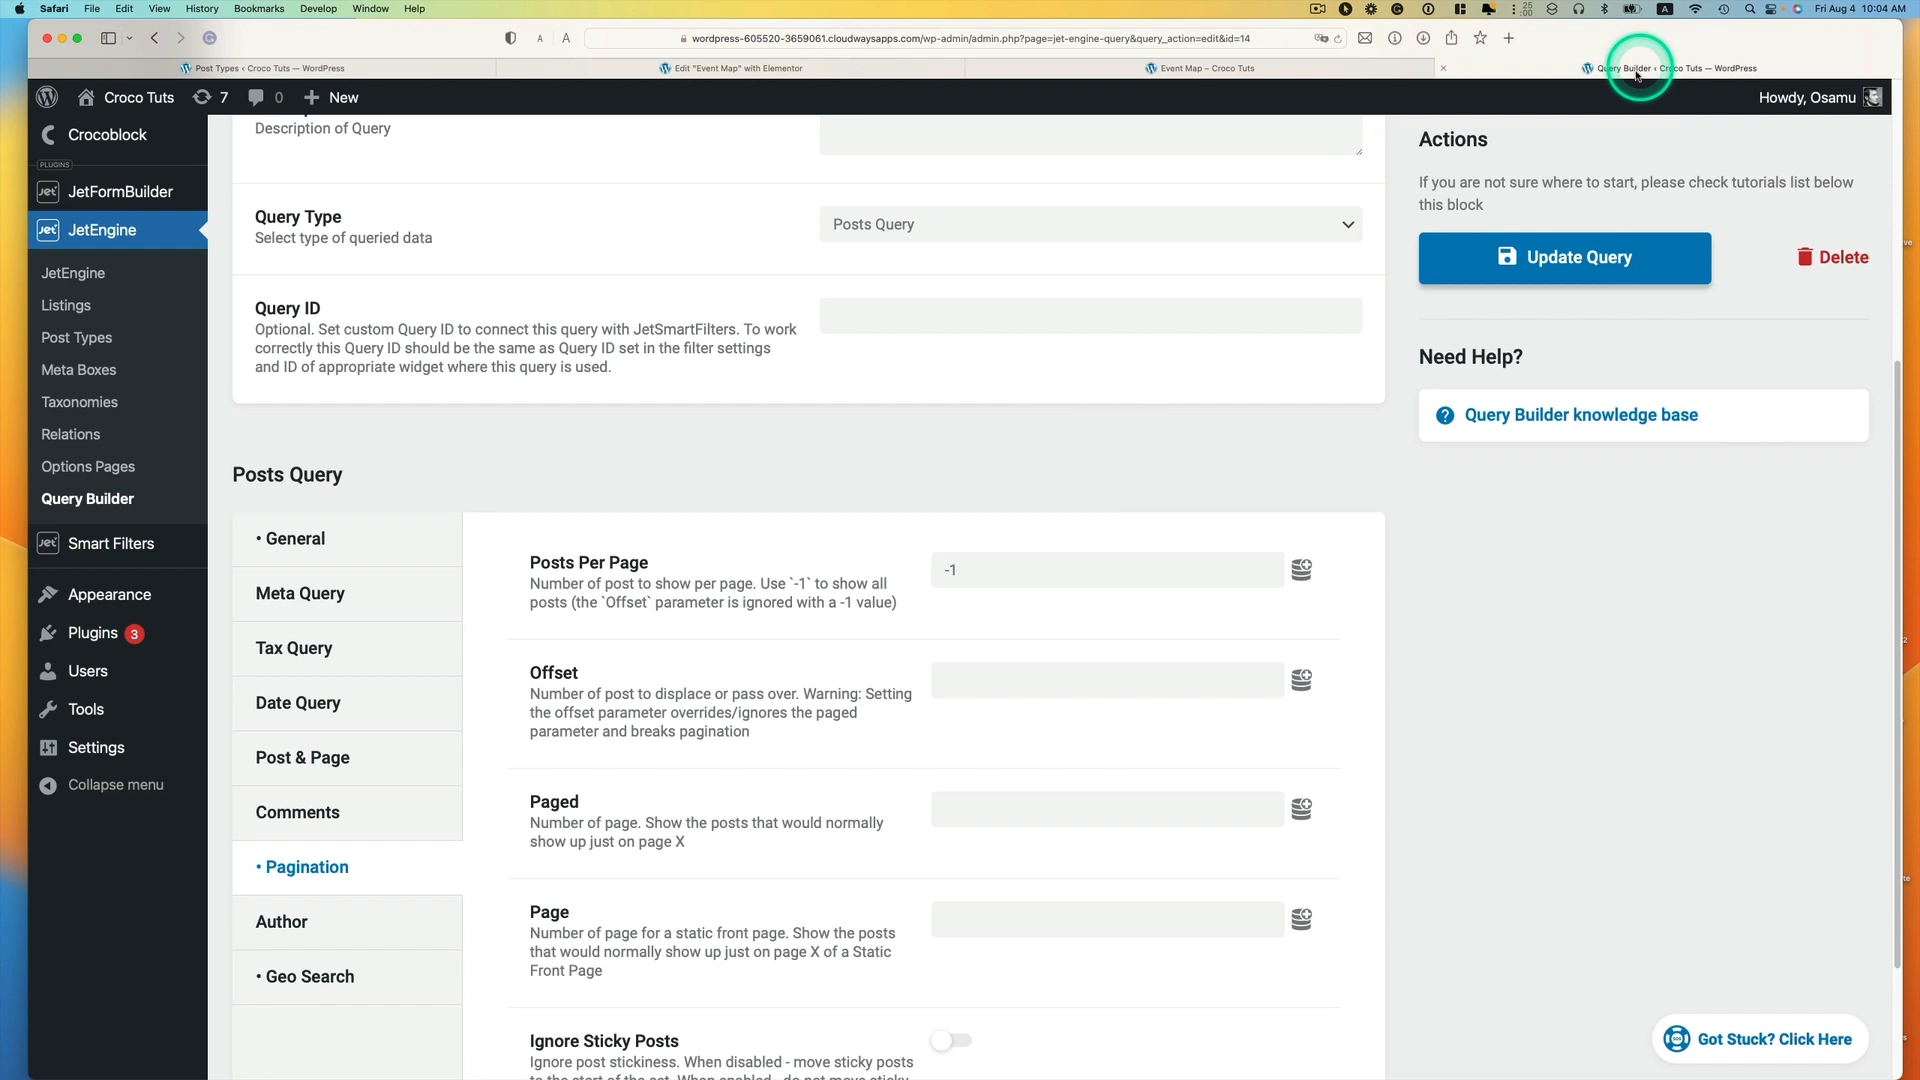 Safari File Edit View History Bookmarks Develop Window Help
25
:00
A
Fri Aug 4 10:04 AM
A A
wordpress-605520-3659061.cloudwaysapps.com/wp-admin/admin.php?page=jet-engine-query&query_action=edit&id=14
Post Types ‹ Croco Tuts — WordPress
Edit "Event Map" with Elementor
Event Map – Croco Tuts
Query Builder ‹ Croco Tuts — WordPress
Croco Tuts 7 0 New
Howdy, Osamu
Crocoblock
PLUGINS
Jet JetFormBuilder
Jet JetEngine
JetEngine
Listings
Post Types
Meta Boxes
Taxonomies
Relations
Options Pages
Query Builder
Jet Smart Filters
Appearance
Plugins 3
Users
Tools
Settings
Collapse menu
Description of Query
Query Type
Select type of queried data
Posts Query
Query ID
Optional. Set custom Query ID to connect this query with JetSmartFilters. To work
correctly this Query ID should be the same as Query ID set in the filter settings
and ID of appropriate widget where this query is used.
Posts Query
• General
Meta Query
Tax Query
Date Query
Post & Page
Comments
• Pagination
Author
• Geo Search
Posts Per Page
Number of post to show per page. Use `-1` to show all
posts (the `Offset` parameter is ignored with a -1 value)
-1
Offset
Number of post to displace or pass over. Warning: Setting
the offset parameter overrides/ignores the paged
parameter and breaks pagination
Paged
Number of page. Show the posts that would normally
show up just on page X
Page
Number of page for a static front page. Show the posts
that would normally show up just on page X of a Static
Front Page
Ignore Sticky Posts
Ignore post stickiness. When disabled - move sticky posts
Actions
If you are not sure where to start, please check tutorials list below
this block
Update Query
Delete
Need Help?
Query Builder knowledge base
Got Stuck? Click Here